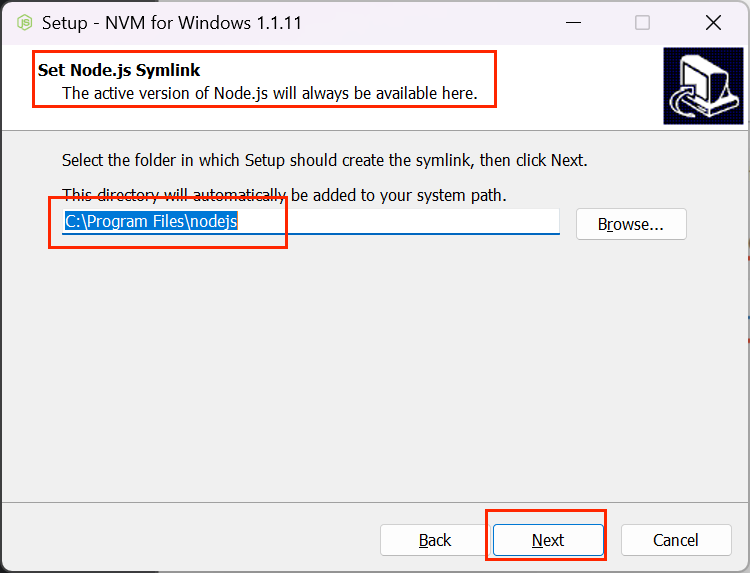 Setup - NVM for Windows 1.1.11
Set Node.js Symlink
The active version of Node.js will always be available here.
Select the folder in which Setup should create the symlink, then click Next.
This directory will automatically be added to your system path.
C:\Program Files\nodejs
Browse...
Back
Next
Cancel